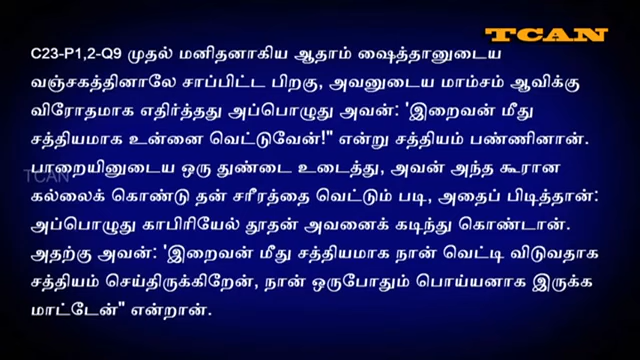 TCAN
C23-P1,2-Q9 முதல் மனிதனாகிய ஆதாம் ஷைத்தானுடைய
வஞ்சகத்தினாலே சாப்பிட்ட பிறகு, அவனுடைய மாம்சம் ஆவிக்கு
விரோதமாக எதிர்த்தது அப்பொழுது அவன்: 'இறைவன் மீது
சத்தியமாக உன்னை வெட்டுவேன்!" என்று சத்தியம் பண்ணினான்.
பாறையினுடைய ஒரு துண்டை உடைத்து, அவன் அந்த கூரான
TCAN
கல்லைக் கொண்டு தன் சரீரத்தை வெட்டும் படி, அதைப் பிடித்தான்:
அப்பொழுது காபிரியேல் தூதன் அவனைக் கடிந்து கொண்டான்.
அதற்கு அவன்: 'இறைவன் மீது சத்தியமாக நான் வெட்டி விடுவதாக
சத்தியம் செய்திருக்கிறேன், நான் ஒருபோதும் பொய்யனாக இருக்க
மாட்டேன்" என்றான்.